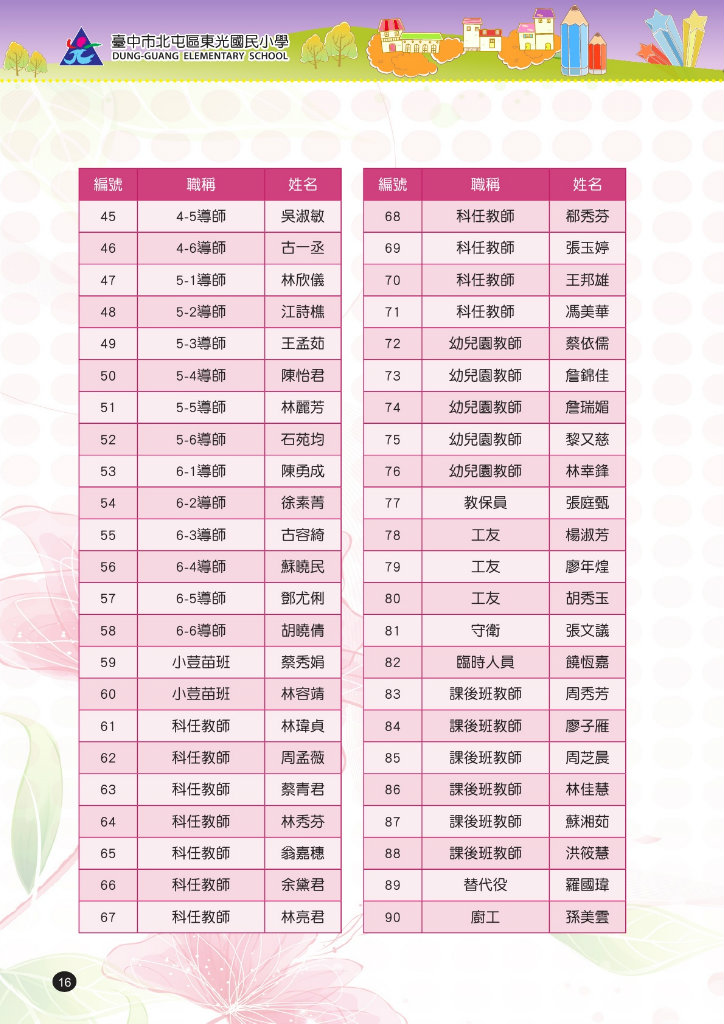 臺中市北屯區東光國民小學
DUNG-GUANG ELEMENTARY SCHOOL
編號 職稱 姓名
45 4-5導師 吳淑敏
46 4-6導師 古一丞
47 5-1導師 林欣儀
48 5-2導師 江詩樵
49 5-3導師 王孟茹
50 5-4導師 陳怡君
51 5-5導師 林麗芳
52 5-6導師 石苑均
53 6-1導師 陳勇成
54 6-2導師 徐素菁
55 6-3導師 古容綺
56 6-4導師 蘇曉民
57 6-5導師 鄧尤俐
58 6-6導師 胡曉倩
59 小荳苗班 蔡秀娟
60 小荳苗班 林容靖
61 科任教師 林瑋貞
62 科任教師 周孟薇
63 科任教師 蔡青君
64 科任教師 林秀芬
65 科任教師 翁嘉穗
66 科任教師 余黛君
67 科任教師 林亮君
編號 職稱 姓名
68 科任教師 郗秀芬
69 科任教師 張玉婷
70 科任教師 王邦雄
71 科任教師 馮美華
72 幼兒園教師 蔡依儒
73 幼兒園教師 詹錦佳
74 幼兒園教師 詹瑞媚
75 幼兒園教師 黎又慈
76 幼兒園教師 林幸鋒
77 教保員 張庭甄
78 工友 楊淑芳
79 工友 廖年煌
80 工友 胡秀玉
81 守衛 張文議
82 臨時人員 饒恆嘉
83 課後班教師 周秀芳
84 課後班教師 廖子雁
85 課後班教師 周芝晨
86 課後班教師 林佳慧
87 課後班教師 蘇湘茹
88 課後班教師 洪筱慧
89 替代役 羅國瑋
90 廚工 孫美雲
16